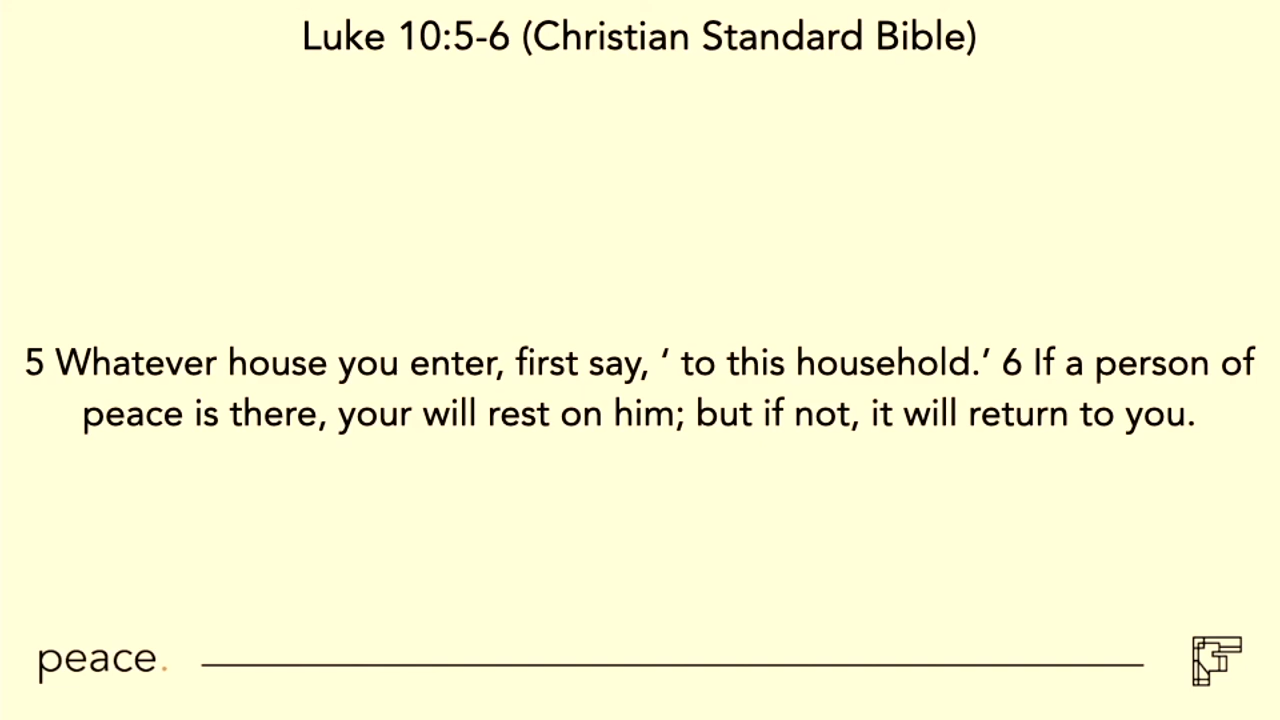 Luke 10:5-6 (Christian Standard Bible)
5 Whatever house you enter, first say, ‘ to this household.’ 6 If a person of
peace is there, your will rest on him; but if not, it will return to you.
peace.